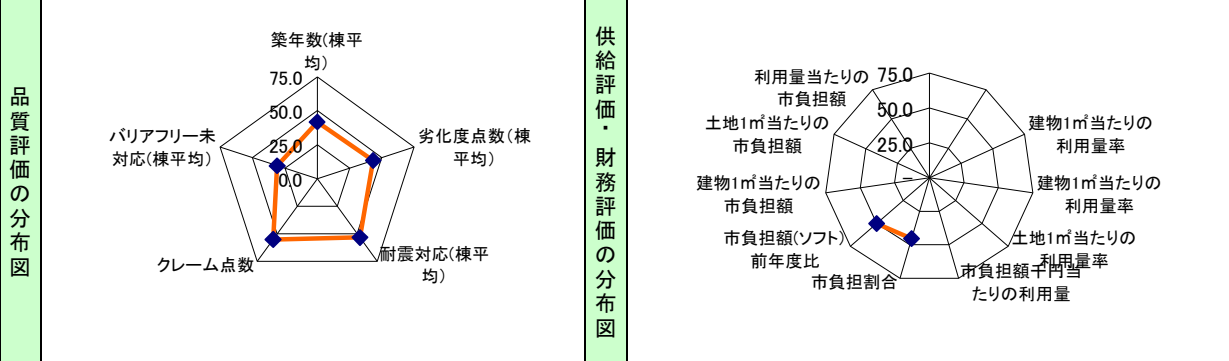 品質評価の分布図
築年数(棟平
均)
75.0
50.0
25.0
0.0
劣化度点数(棟
平均)
耐震対応(棟平
均)
クレーム点数
バリアフリー未
対応(棟平均)
供給評価・財務評価の分布図
75.0
50.0
25.0
–
利用量当たりの
市負担額
土地1㎡当たりの
市負担額
建物1㎡当たりの
市負担額
市負担額(ソフト)
前年度比
市負担割合
建物1㎡当たりの
利用量率
建物1㎡当たりの
利用量率
土地1㎡当たりの
利用量率
市負担額千円当
たりの利用量